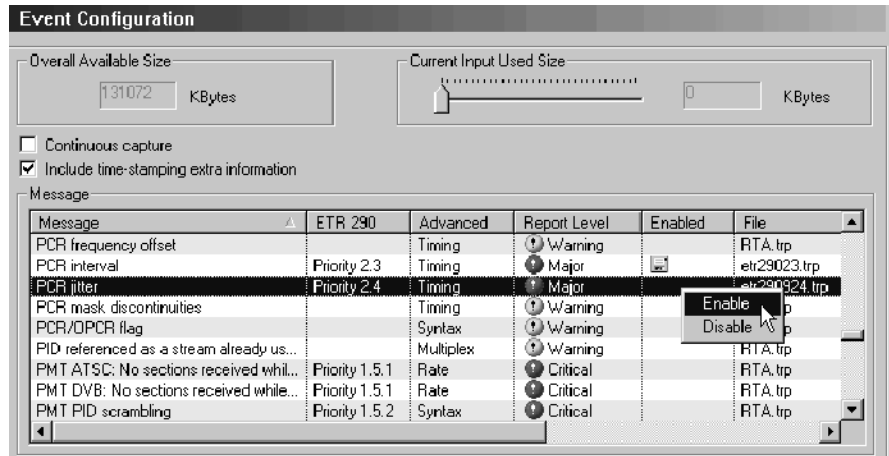 Event Configuration
Overall Available Size
Current Input Used Size
131072 KBytes
0 KBytes
Continuous capture
Include time-stamping extra information
Message
Message ETR 290 Advanced Report Level Enabled File
PCR frequency offset Timing Warning RTA.trp
PCR interval Priority 2.3 Timing Major etr29023.trp
PCR jitter Priority 2.4 Timing Major etr290924.trp
PCR mask discontinuities Timing Warning
Enable
PCR/OPCR flag Syntax Warning
Disable
PID referenced as a stream already us... Multiplex Warning RTA.trp
PMT ATSC: No sections received whil... Priority 1.5.1 Rate Critical RTA.trp
PMT DVB: No sections received while... Priority 1.5.1 Rate Critical RTA.trp
PMT PID scrambling Priority 1.5.2 Syntax Critical RTA.trp